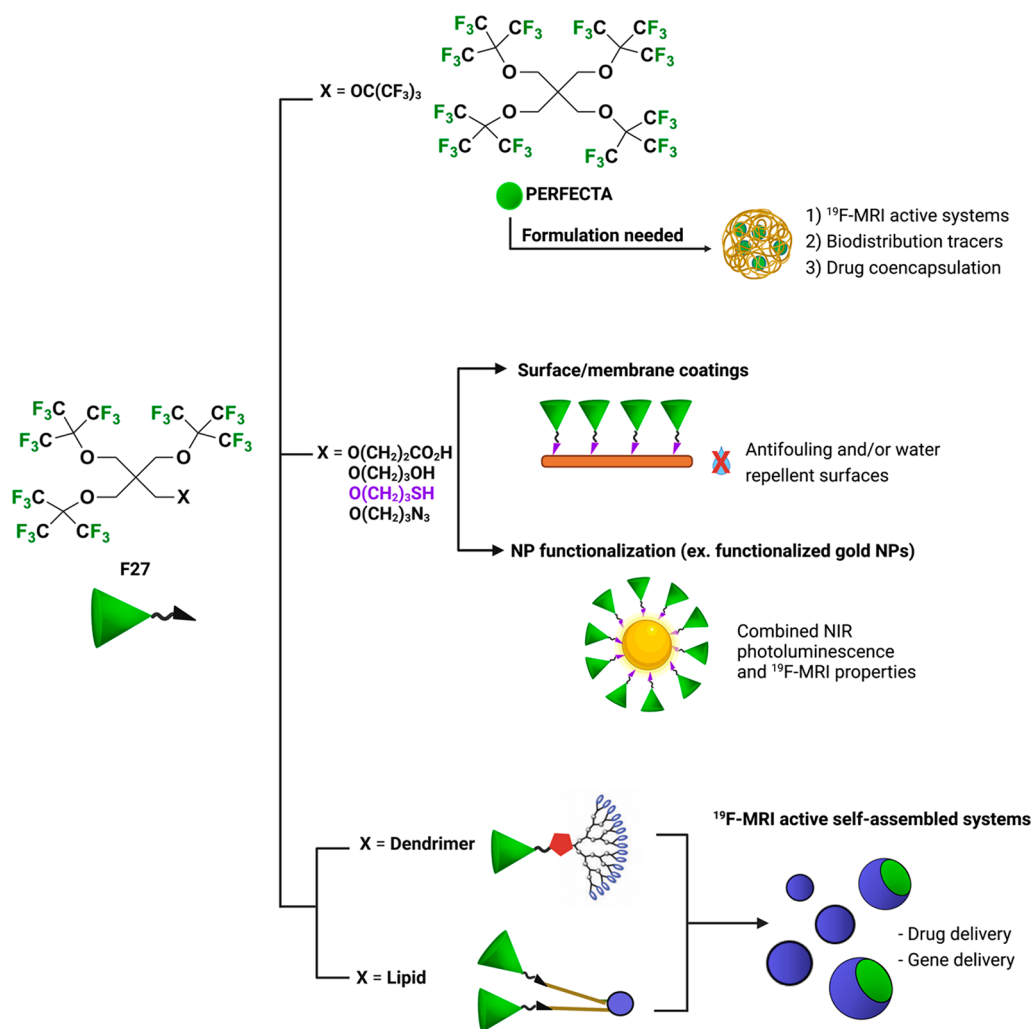 F₃C CF₃ F₃C CF₃
F₃C CF₃
O O
X = OC(CF₃)₃
F₃C O O CF₃
F₃C CF₃ F₃C CF₃
PERFECTA
Formulation needed
1) ¹⁹F-MRI active systems
2) Biodistribution tracers
3) Drug coencapsulation
Surface/membrane coatings
Antifouling and/or water
repellent surfaces
F₃C CF₃ F₃C CF₃
F₃C CF₃
O O
F₃C O X
F₃C CF₃
F27
X = O(CH₂)₂CO₂H
O(CH₂)₃OH
O(CH₂)₃SH
O(CH₂)₃N₃
NP functionalization (ex. functionalized gold NPs)
Combined NIR
photoluminescence
and ¹⁹F-MRI properties
X = Dendrimer
X = Lipid
¹⁹F-MRI active self-assembled systems
- Drug delivery
- Gene delivery